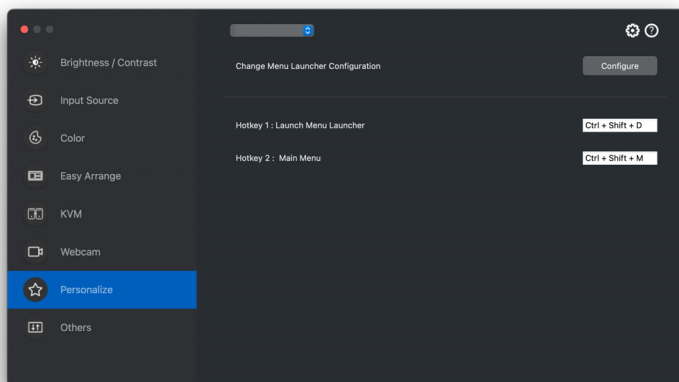 Brightness / Contrast
Input Source
Color
Easy Arrange
KVM
Webcam
Personalize
Others
Change Menu Launcher Configuration
Configure
Hotkey 1 : Launch Menu Launcher
Ctrl + Shift + D
Hotkey 2 : Main Menu
Ctrl + Shift + M